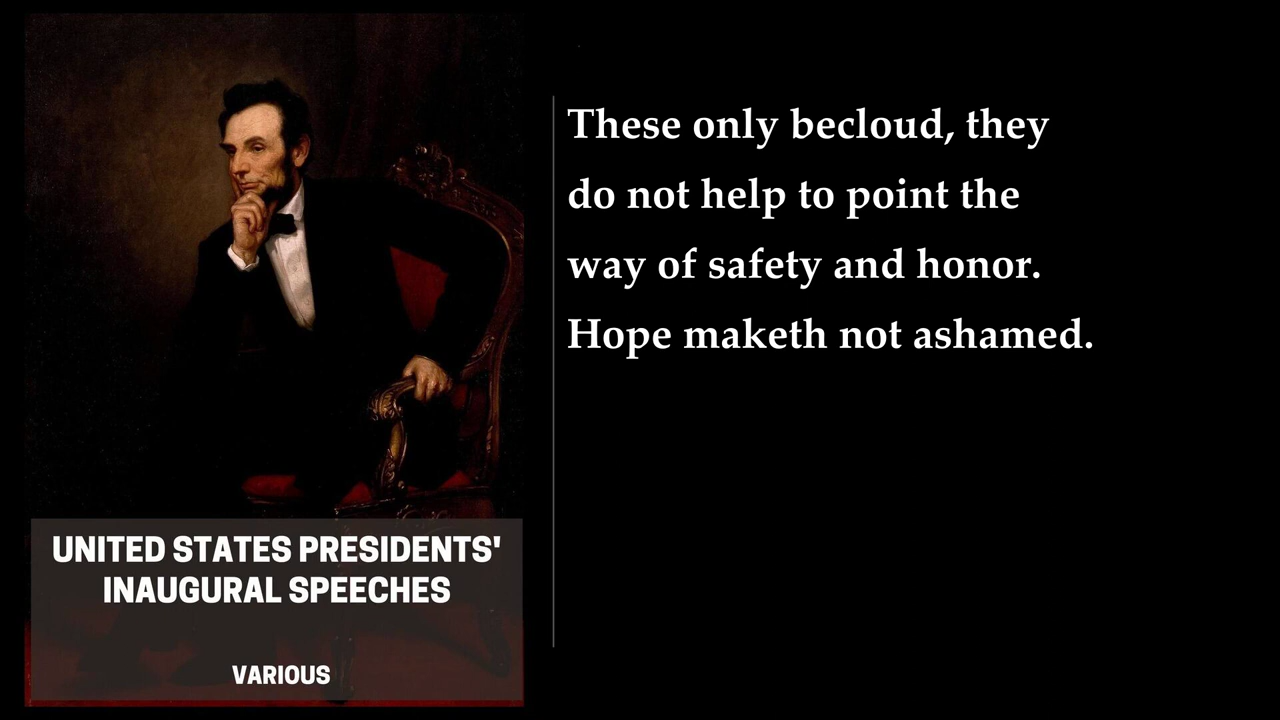 These only becloud, they
do not help to point the
way of safety and honor.
Hope maketh not ashamed.
UNITED STATES PRESIDENTS'
INAUGURAL SPEECHES
VARIOUS